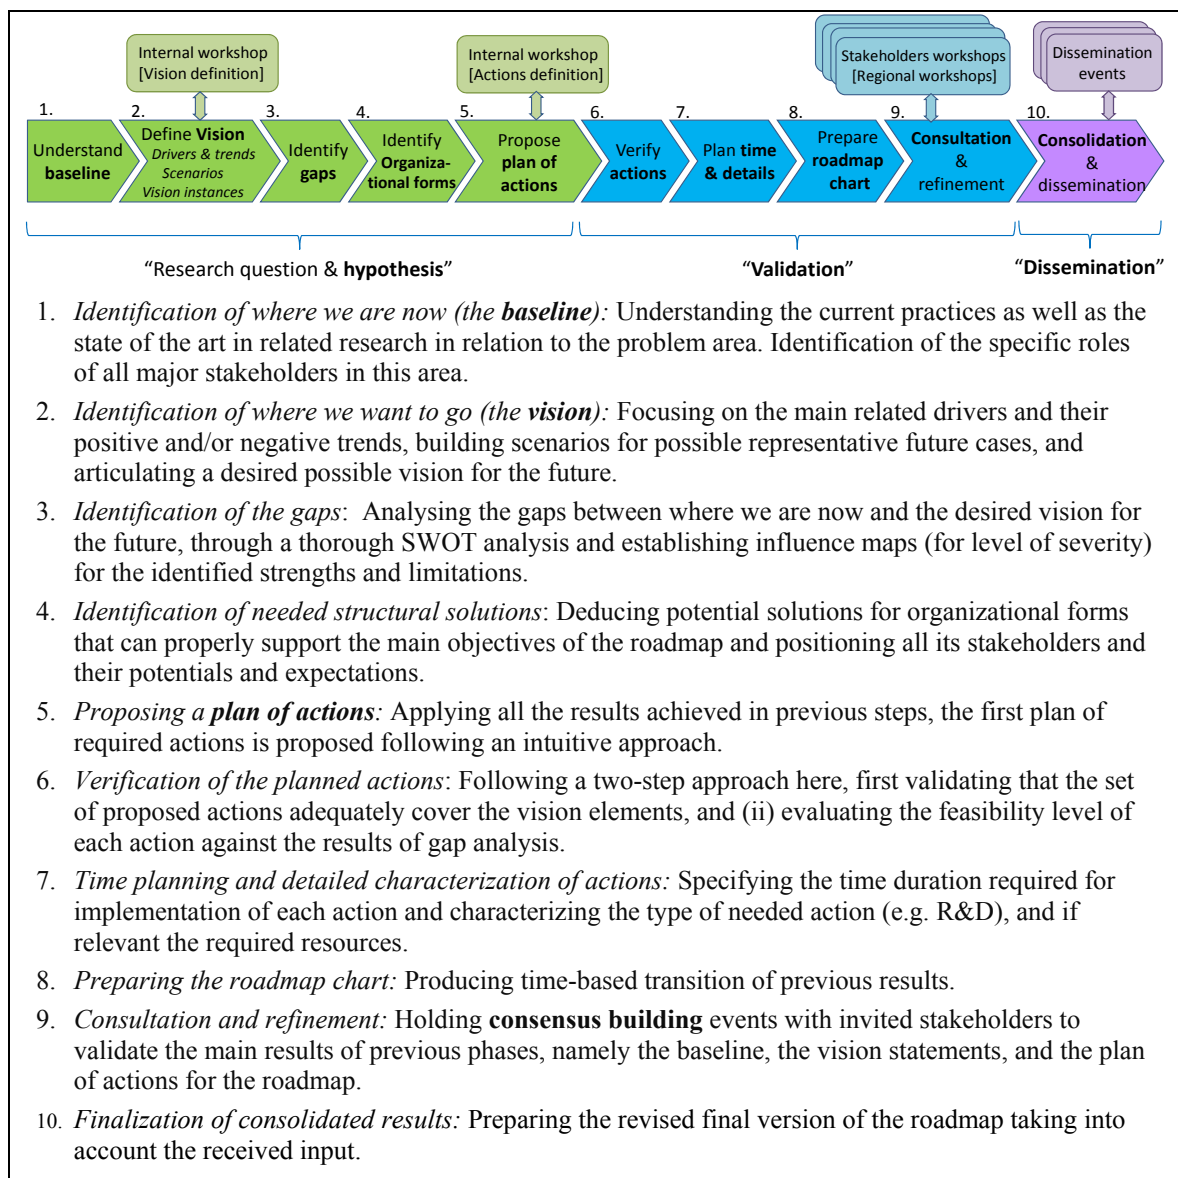 Internal workshop
[Vision definition]
Internal workshop
[Actions definition]
Stakeholders workshops
[Regional workshops]
Dissemination
events
1.
2.
3.
4.
5.
6.
7.
8.
9.
10.
Understand
baseline
Define Vision
Drivers & trends
Scenarios
Vision instances
Identify
gaps
Identify
Organiza-
tional forms
Propose
plan of
actions
Verify
actions
Plan time
& details
Prepare
roadmap
chart
Consultation
&
refinement
Consolidation
&
dissemination
“Research question & hypothesis”
“Validation”
“Dissemination”
1. Identification of where we are now (the baseline): Understanding the current practices as well as the
state of the art in related research in relation to the problem area. Identification of the specific roles
of all major stakeholders in this area.
2. Identification of where we want to go (the vision): Focusing on the main related drivers and their
positive and/or negative trends, building scenarios for possible representative future cases, and
articulating a desired possible vision for the future.
3. Identification of the gaps: Analysing the gaps between where we are now and the desired vision for
the future, through a thorough SWOT analysis and establishing influence maps (for level of severity)
for the identified strengths and limitations.
4. Identification of needed structural solutions: Deducing potential solutions for organizational forms
that can properly support the main objectives of the roadmap and positioning all its stakeholders and
their potentials and expectations.
5. Proposing a plan of actions: Applying all the results achieved in previous steps, the first plan of
required actions is proposed following an intuitive approach.
6. Verification of the planned actions: Following a two-step approach here, first validating that the set
of proposed actions adequately cover the vision elements, and (ii) evaluating the feasibility level of
each action against the results of gap analysis.
7. Time planning and detailed characterization of actions: Specifying the time duration required for
implementation of each action and characterizing the type of needed action (e.g. R&D), and if
relevant the required resources.
8. Preparing the roadmap chart: Producing time-based transition of previous results.
9. Consultation and refinement: Holding consensus building events with invited stakeholders to
validate the main results of previous phases, namely the baseline, the vision statements, and the plan
of actions for the roadmap.
10. Finalization of consolidated results: Preparing the revised final version of the roadmap taking into
account the received input.